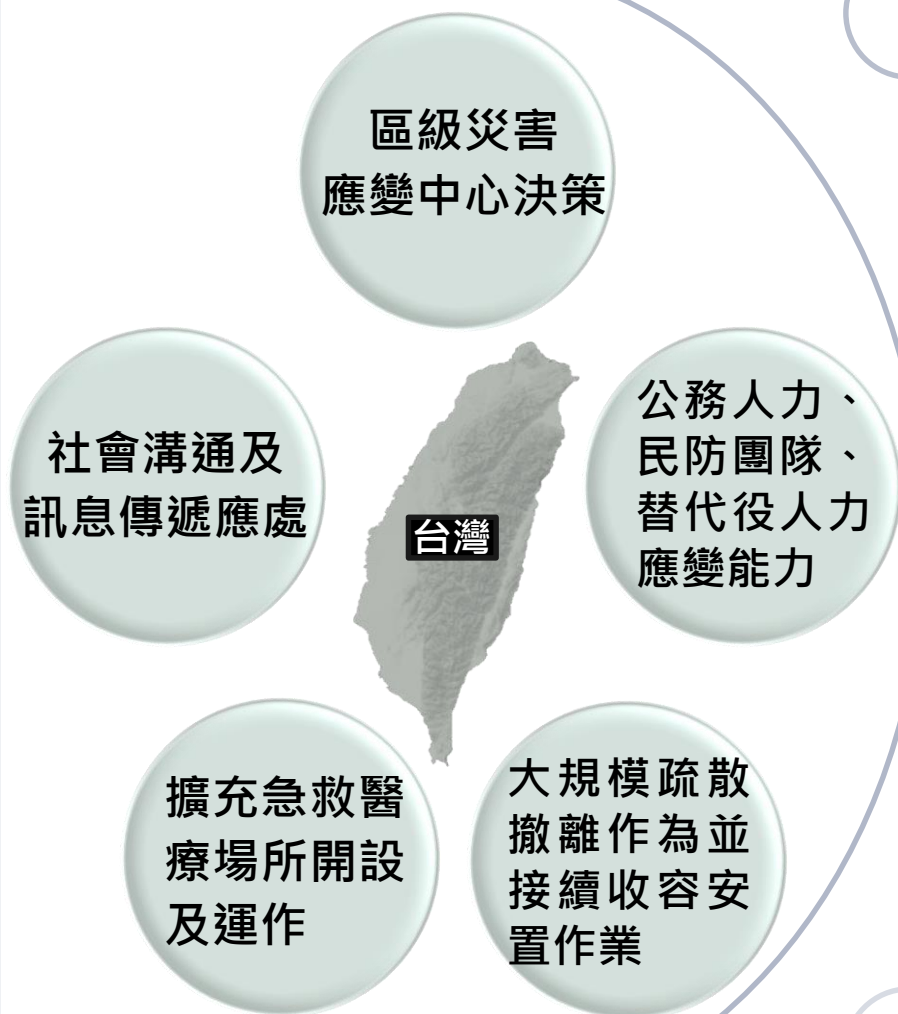 區級災害
應變中心決策
社會溝通及
訊息傳遞應處
台灣
公務人力、
民防團隊、
替代役人力
應變能力
擴充急救醫
療場所開設
及運作
大規模疏散
撤離作為並
接續收容安
置作業